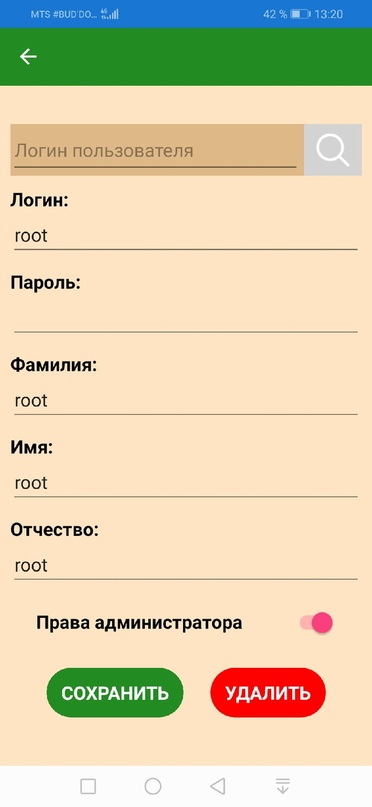 MTS #BUD'DO... 4G 42 % 13:20
Логин пользователя
Логин:
root
Пароль:
Фамилия:
root
Имя:
root
Отчество:
root
Права администратора
СОХРАНИТЬ УДАЛИТЬ